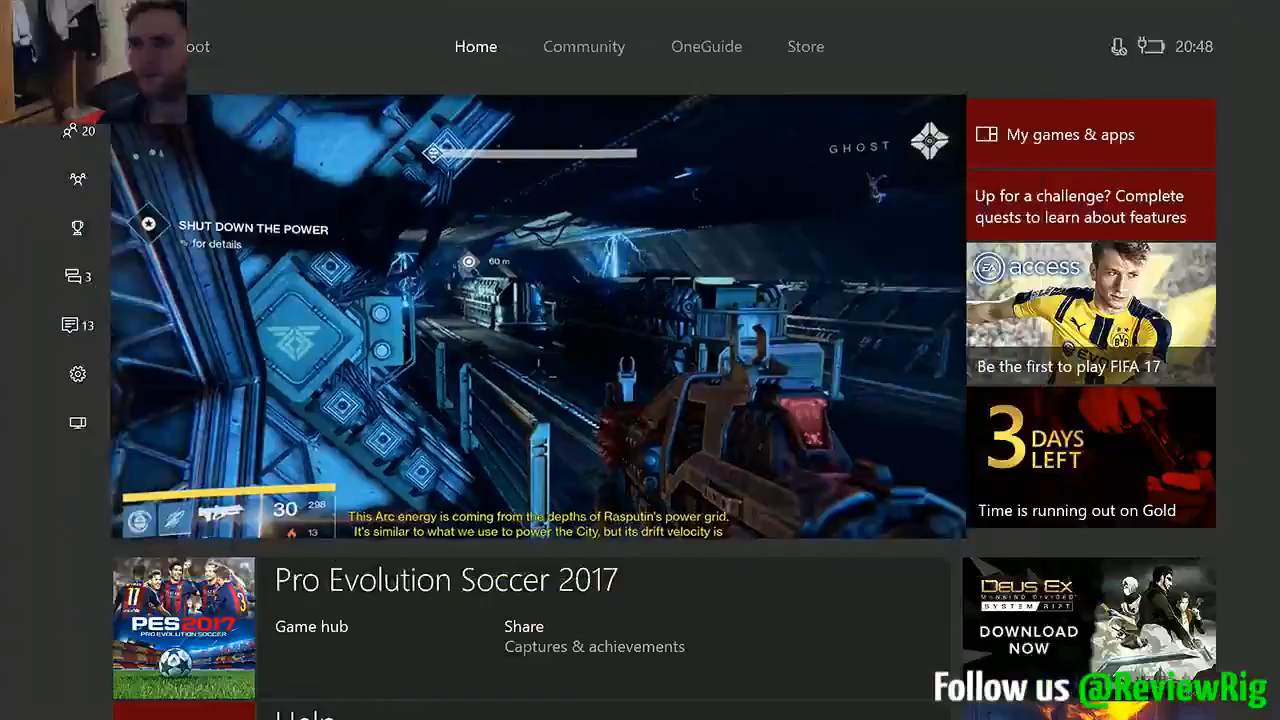 oot
Home
Community
OneGuide
Store
20:48
20
3
13
GHOST
SHUT DOWN THE POWER
for details
60 m
30
298
13
This Arc energy is coming from the depths of Rasputin's power grid.
It's similar to what we use to power the City, but its drift velocity is
My games & apps
Up for a challenge? Complete
quests to learn about features
EA access
Be the first to play FIFA 17
3 DAYS
LEFT
Time is running out on Gold
11
3
PES2017
PRO EVOLUTION SOCCER
Pro Evolution Soccer 2017
Game hub
Share
Captures & achievements
DEUS EX
MANKIND DIVIDED
SYSTEM RIFT
DOWNLOAD
NOW
Follow us @ReviewRig
Help